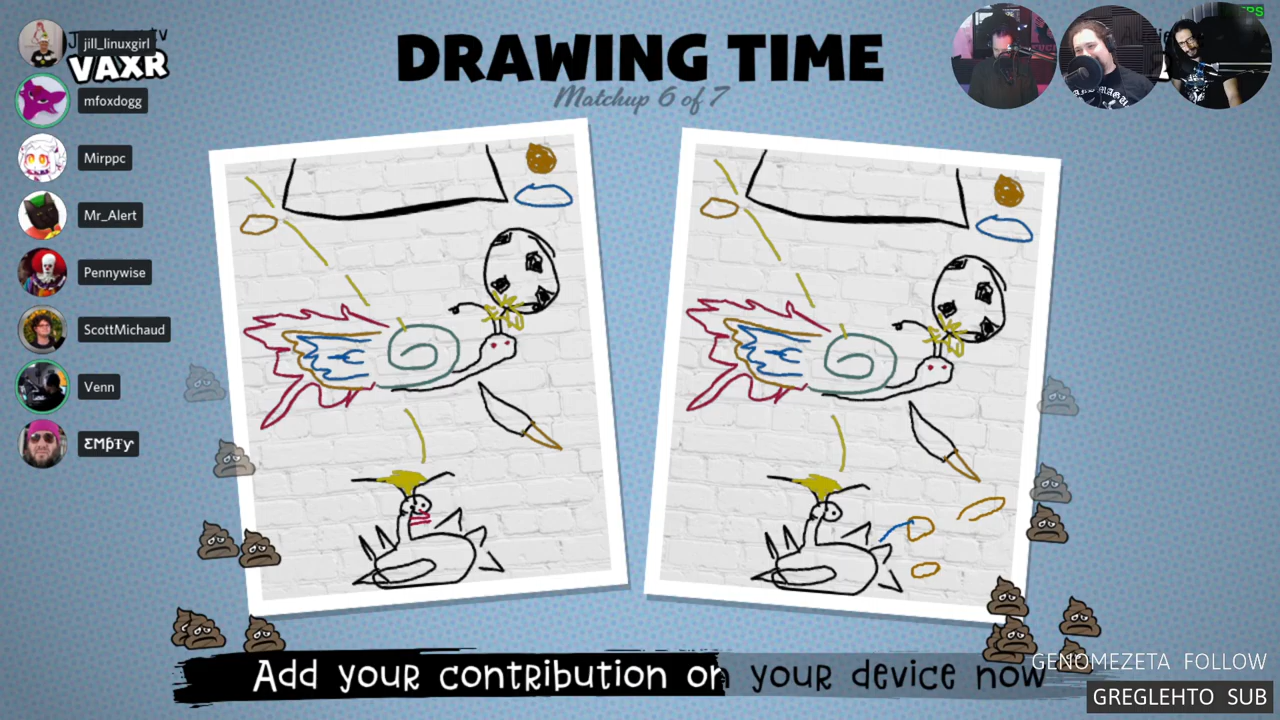 jill_linuxgirl
VAXR
mfoxdogg
Mirppc
Mr_Alert
Pennywise
ScottMichaud
Venn
ΣMβTƴ
DRAWING TIME
Matchup 6 of 7
Add your contribution on your device now
GENOMEZETA FOLLOW
GREGLEHTO SUB